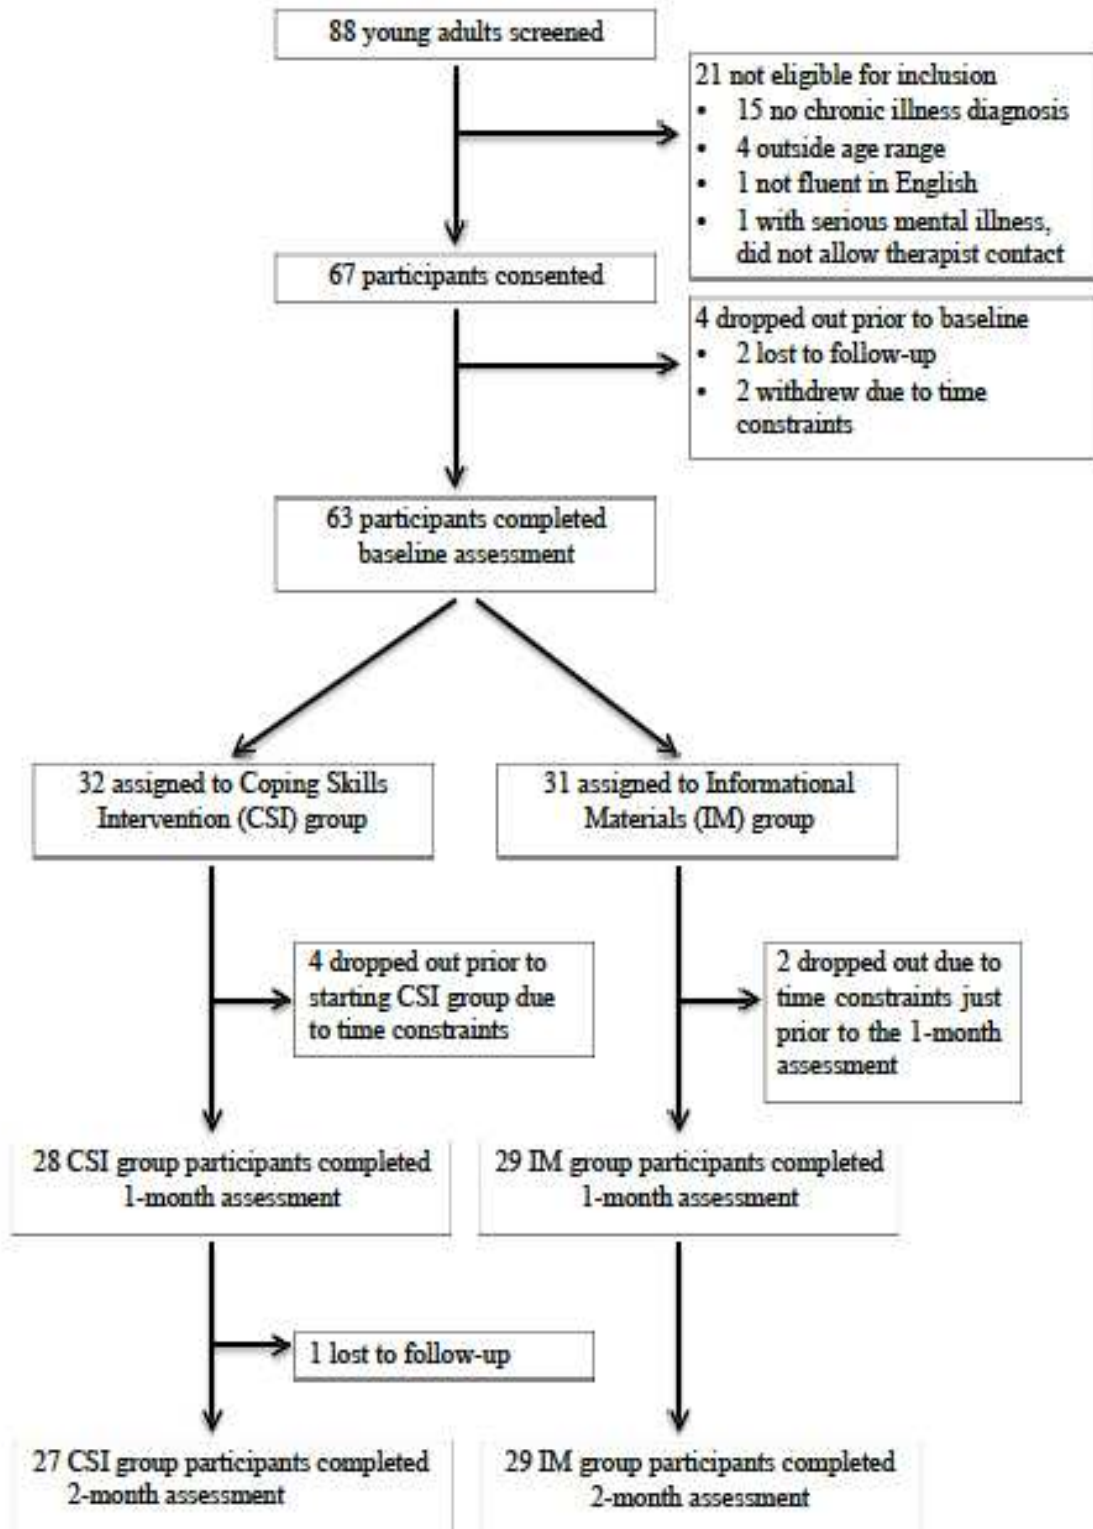 88 young adults screened
21 not eligible for inclusion
• 15 no chronic illness diagnosis
• 4 outside age range
• 1 not fluent in English
• 1 with serious mental illness,
did not allow therapist contact
67 participants consented
4 dropped out prior to baseline
• 2 lost to follow-up
• 2 withdrew due to time
constraints
63 participants completed
baseline assessment
32 assigned to Coping Skills
Intervention (CSI) group
31 assigned to Informational
Materials (IM) group
4 dropped out prior to
starting CSI group due
to time constraints
2 dropped out due to
time constraints just
prior to the 1-month
assessment
28 CSI group participants completed
1-month assessment
29 IM group participants completed
1-month assessment
1 lost to follow-up
27 CSI group participants completed
2-month assessment
29 IM group participants completed
2-month assessment